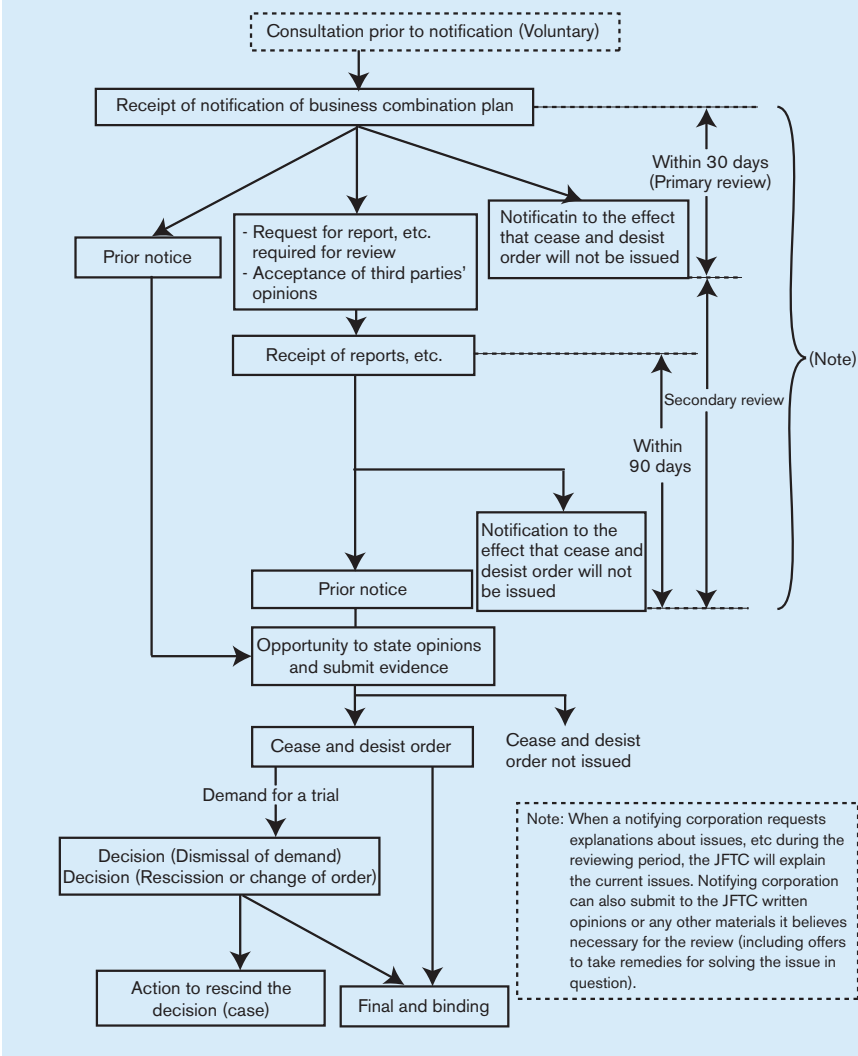 Consultation prior to notification (Voluntary)
Receipt of notification of business combination plan
Within 30 days
(Primary review)
Prior notice
- Request for report, etc.
required for review
- Acceptance of third parties'
opinions
Notificatin to the effect
that cease and desist
order will not be issued
Receipt of reports, etc.
(Note)
Secondary review
Within
90 days
Notification to the
effect that cease and
desist order will not
be issued
Prior notice
Opportunity to state opinions
and submit evidence
Cease and desist order
Cease and desist
order not issued
Demand for a trial
Decision (Dismissal of demand)
Decision (Rescission or change of order)
Action to rescind the
decision (case)
Final and binding
Note: When a notifying corporation requests
explanations about issues, etc during the
reviewing period, the JFTC will explain
the current issues. Notifying corporation
can also submit to the JFTC written
opinions or any other materials it believes
necessary for the review (including offers
to take remedies for solving the issue in
question).